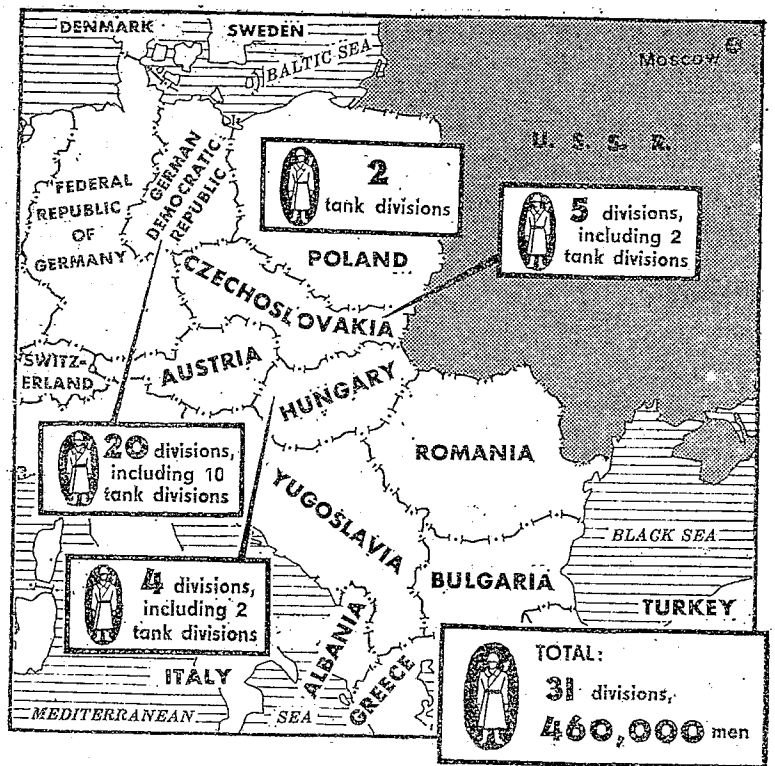 DENMARK
SWEDEN
BALTIC SEA
Moscow
U. S. S. R.
GERMAN
DEMOCRATIC
REPUBLIC
2
tank divisions
FEDERAL
REPUBLIC
OF
GERMANY
5 divisions,
including 2
tank divisions
POLAND
CZECHOSLOVAKIA
SWITZ-
ERLAND
AUSTRIA
HUNGARY
ROMANIA
20 divisions,
including 10
tank divisions
YUGOSLAVIA
BLACK SEA
4 divisions,
including 2
tank divisions
BULGARIA
TURKEY
ALBANIA
ITALY
GREECE
MEDITERRANEAN SEA
TOTAL:
31 divisions,
460,000 men